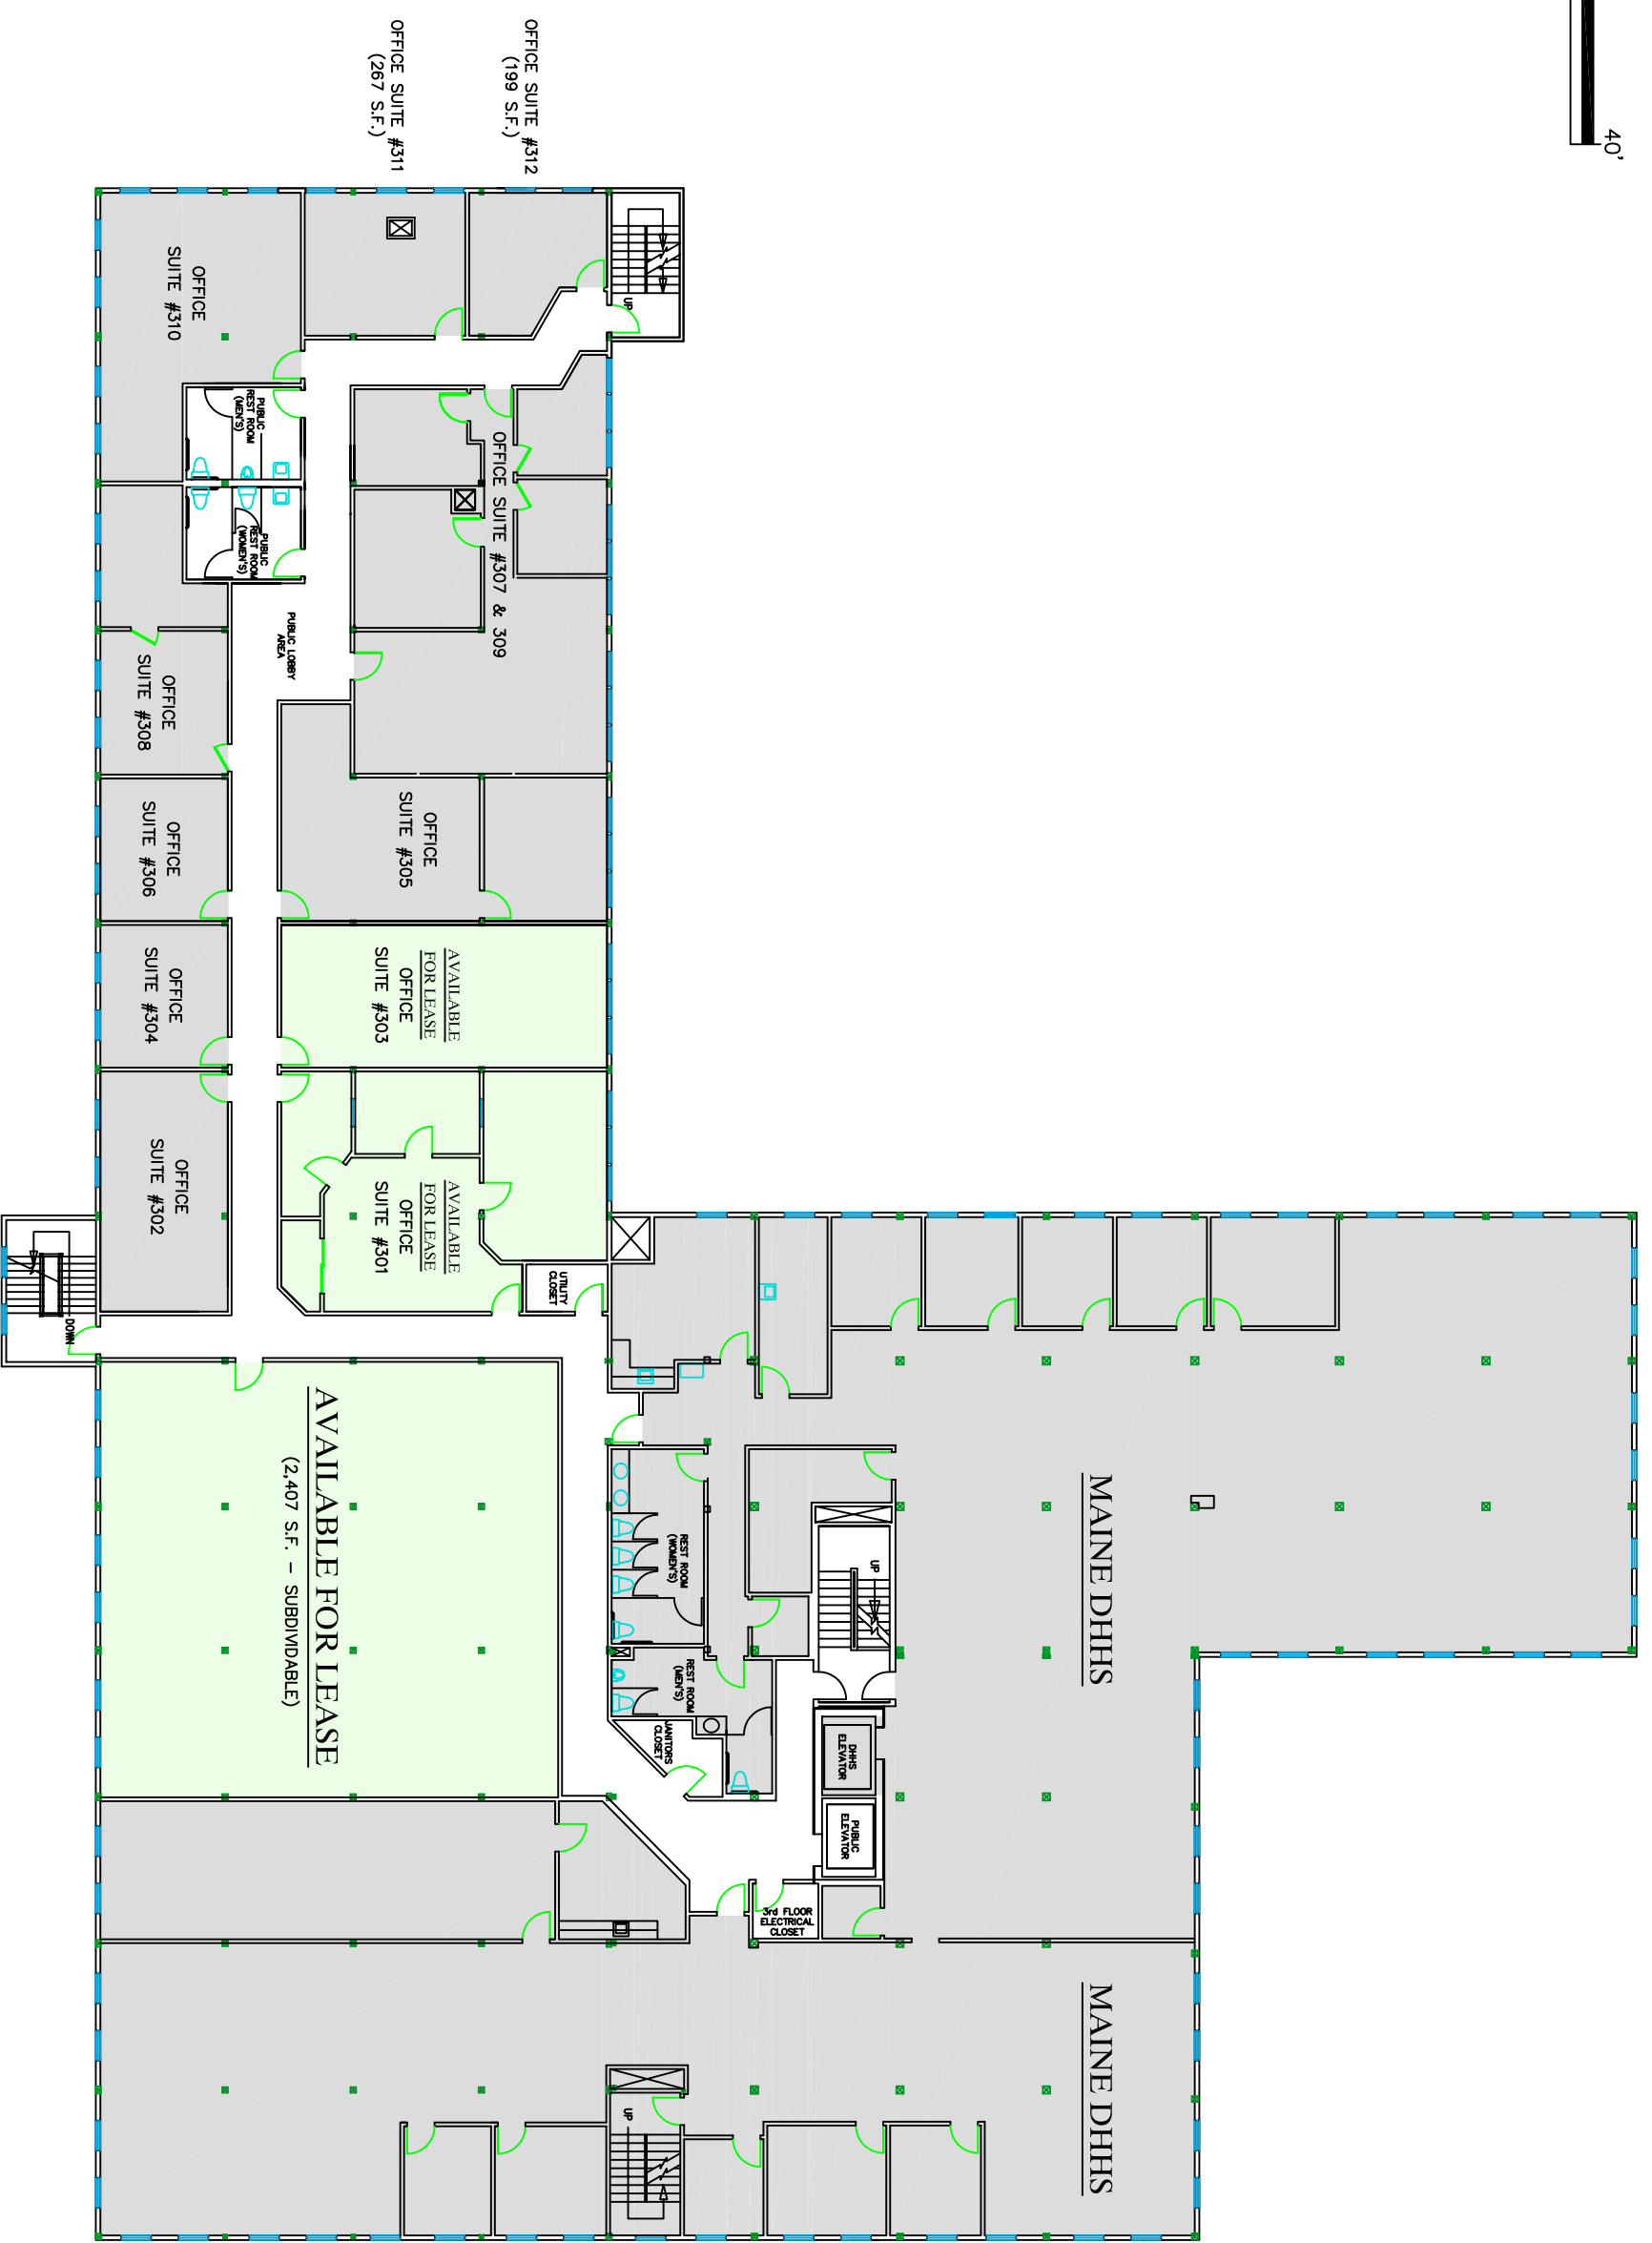 40'
OFFICE SUITE #312
(199 S.F.)
OFFICE SUITE #311
(267 S.F.)
UP
OFFICE
SUITE #310
PUBLIC
REST ROOM
(MEN'S)
PUBLIC
REST ROOM
(WOMEN'S)
OFFICE SUITE #307 & 309
PUBLIC LOBBY
AREA
OFFICE
SUITE #308
OFFICE
SUITE #305
OFFICE
SUITE #306
AVAILABLE
FOR LEASE
OFFICE
SUITE #303
OFFICE
SUITE #304
AVAILABLE
FOR LEASE
OFFICE
SUITE #301
OFFICE
SUITE #302
UTILITY
CLOSET
DOWN
AVAILABLE FOR LEASE
(2,407 S.F. - SUBDIVIDABLE)
MAINE DHHS
REST ROOM
(WOMEN'S)
UP
REST ROOM
(MEN'S)
JANITORS
CLOSET
DHHS
ELEVATOR
PUBLIC
ELEVATOR
3rd FLOOR
ELECTRICAL
CLOSET
MAINE DHHS
UP